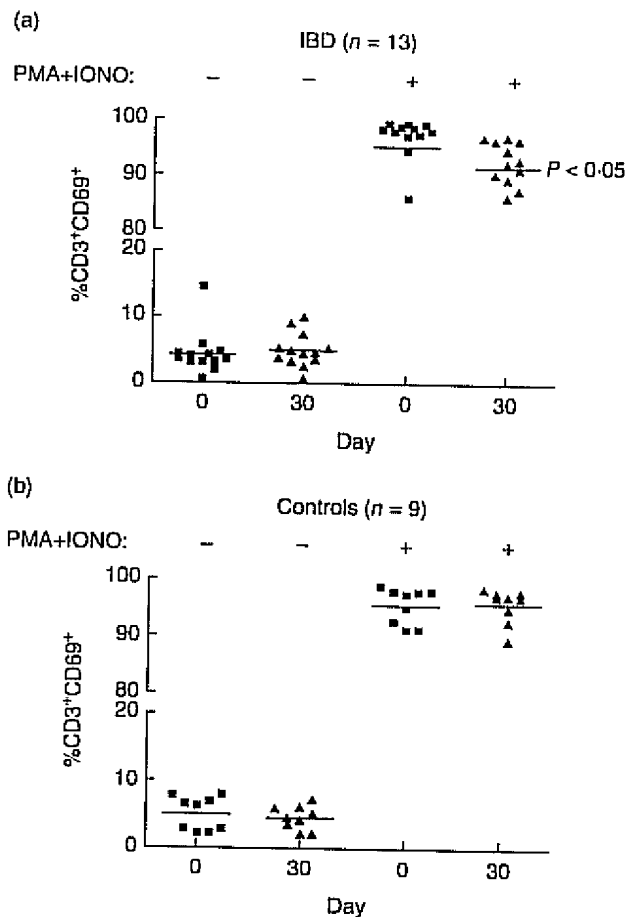 (a)
IBD (n = 13)
PMA+IONO: − − + +
100
90
80
20
10
0
%CD3⁺CD69⁺
P < 0·05
0 30 0 30
Day
(b)
Controls (n = 9)
PMA+IONO: − − + +
100
90
80
20
10
0
%CD3⁺CD69⁺
0 30 0 30
Day